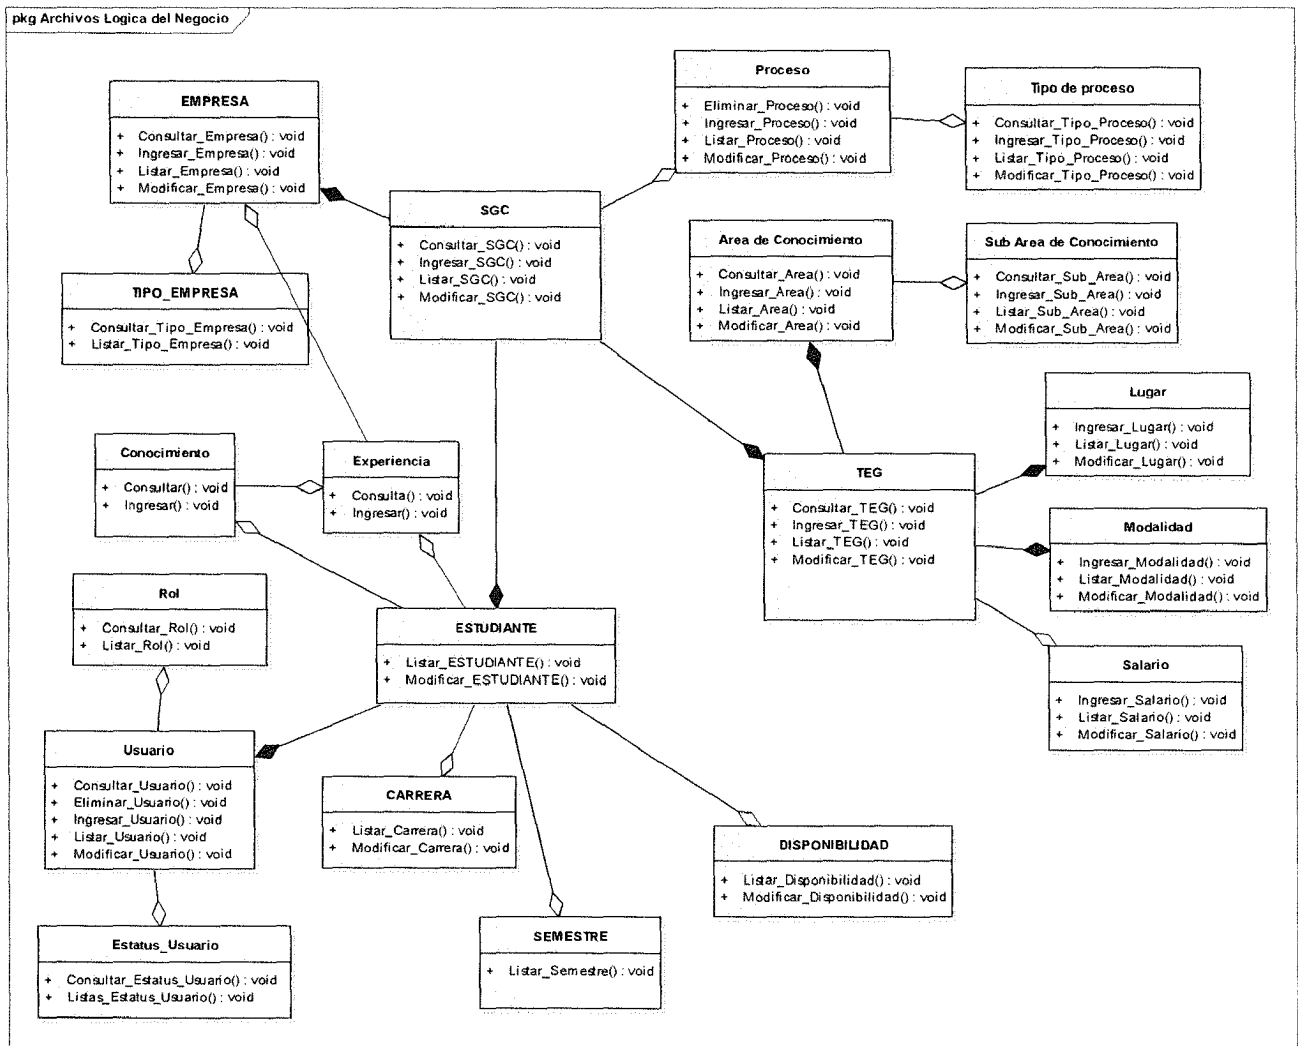 pkg Archivos Logica del Negocio
EMPRESA
+ Consultar_Empresa() : void
+ Ingresar_Empresa() : void
+ Listar_Empresa() : void
+ Modificar_Empresa() : void
Proceso
+ Eliminar_Proceso() : void
+ Ingresar_Proceso() : void
+ Listar_Proceso() : void
+ Modificar_Proceso() : void
Tipo de proceso
+ Consultar_Tipo_Proceso() : void
+ Ingresar_Tipo_Proceso() : void
+ Listar_Tipo_Proceso() : void
+ Modificar_Tipo_Proceso() : void
SGC
+ Consultar_SGC() : void
+ Ingresar_SGC() : void
+ Listar_SGC() : void
+ Modificar_SGC() : void
Area de Conocimiento
+ Consultar_Area() : void
+ Ingresar_Area() : void
+ Listar_Area() : void
+ Modificar_Area() : void
Sub Area de Conocimiento
+ Consultar_Sub_Area() : void
+ Ingresar_Sub_Area() : void
+ Listar_Sub_Area() : void
+ Modificar_Sub_Area() : void
TIPO_EMPRESA
+ Consultar_Tipo_Empresa() : void
+ Listar_Tipo_Empresa() : void
Lugar
+ Ingresar_Lugar() : void
+ Listar_Lugar() : void
+ Modificar_Lugar() : void
Conocimiento
+ Consultar() : void
+ Ingresar() : void
Experiencia
+ Consulta() : void
+ Ingresar() : void
TEG
+ Consultar_TEG() : void
+ Ingresar_TEG() : void
+ Listar_TEG() : void
+ Modificar_TEG() : void
Modalidad
+ Ingresar_Modalidad() : void
+ Listar_Modalidad() : void
+ Modificar_Modalidad() : void
Rol
+ Consultar_Rol() : void
+ Listar_Rol() : void
ESTUDIANTE
+ Listar_ESTUDIANTE() : void
+ Modificar_ESTUDIANTE() : void
Salario
+ Ingresar_Salario() : void
+ Listar_Salario() : void
+ Modificar_Salario() : void
Usuario
+ Consultar_Usuario() : void
+ Eliminar_Usuario() : void
+ Ingresar_Usuario() : void
+ Listar_Usuario() : void
+ Modificar_Usuario() : void
CARRERA
+ Listar_Carrera() : void
+ Modificar_Carrera() : void
DISPONIBILIDAD
+ Listar_Disponibilidad() : void
+ Modificar_Disponibilidad() : void
Estatus_Usuario
+ Consultar_Estatus_Usuario() : void
+ Listas_Estatus_Usuario() : void
SEMESTRE
+ Listar_Semestre() : void